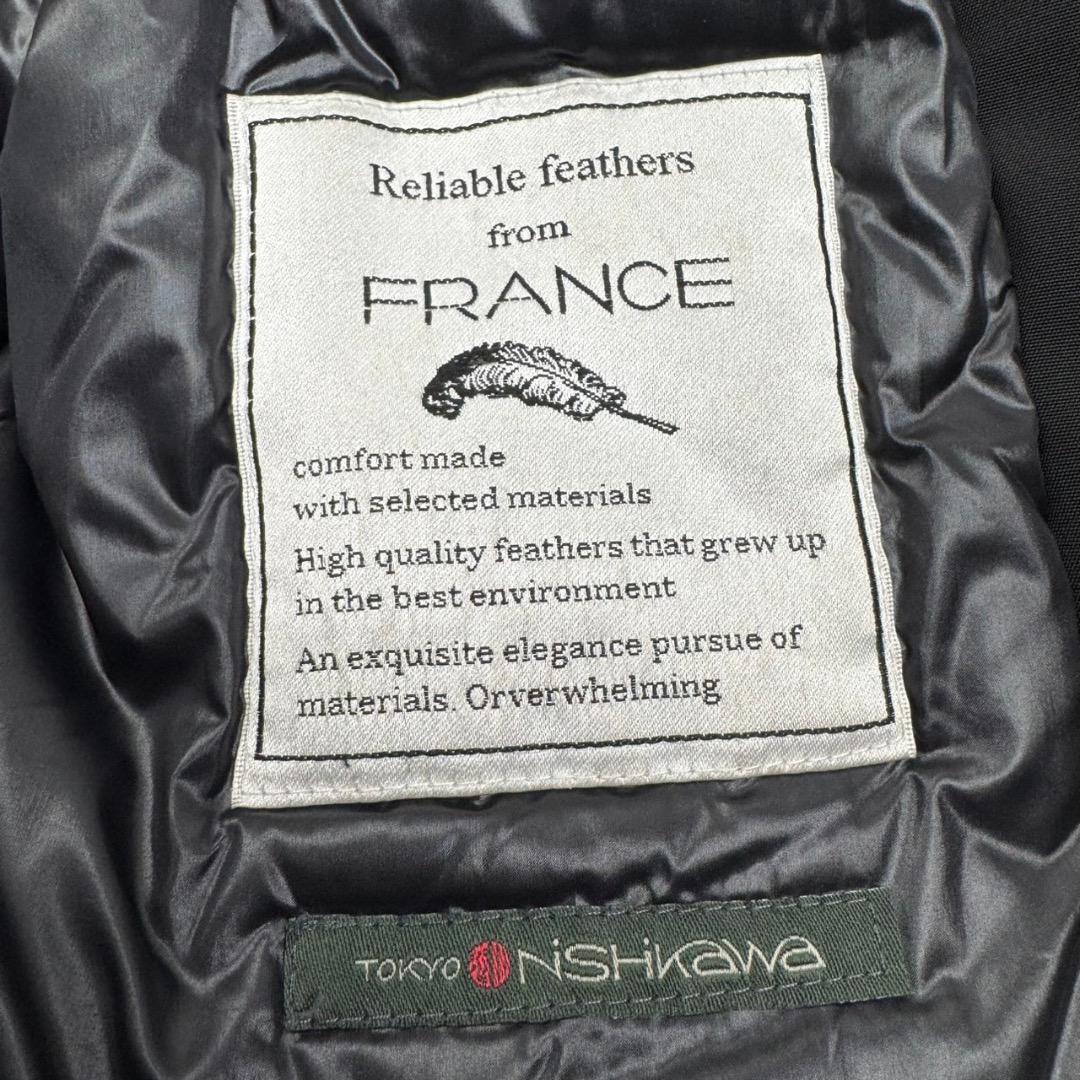 Reliable feathers
from
FRANCE
comfort made
with selected materials
High quality feathers that grew up
in the best environment
An exquisite elegance pursue of
materials. Orverwhelming
TOKYO NiSHiKaWa